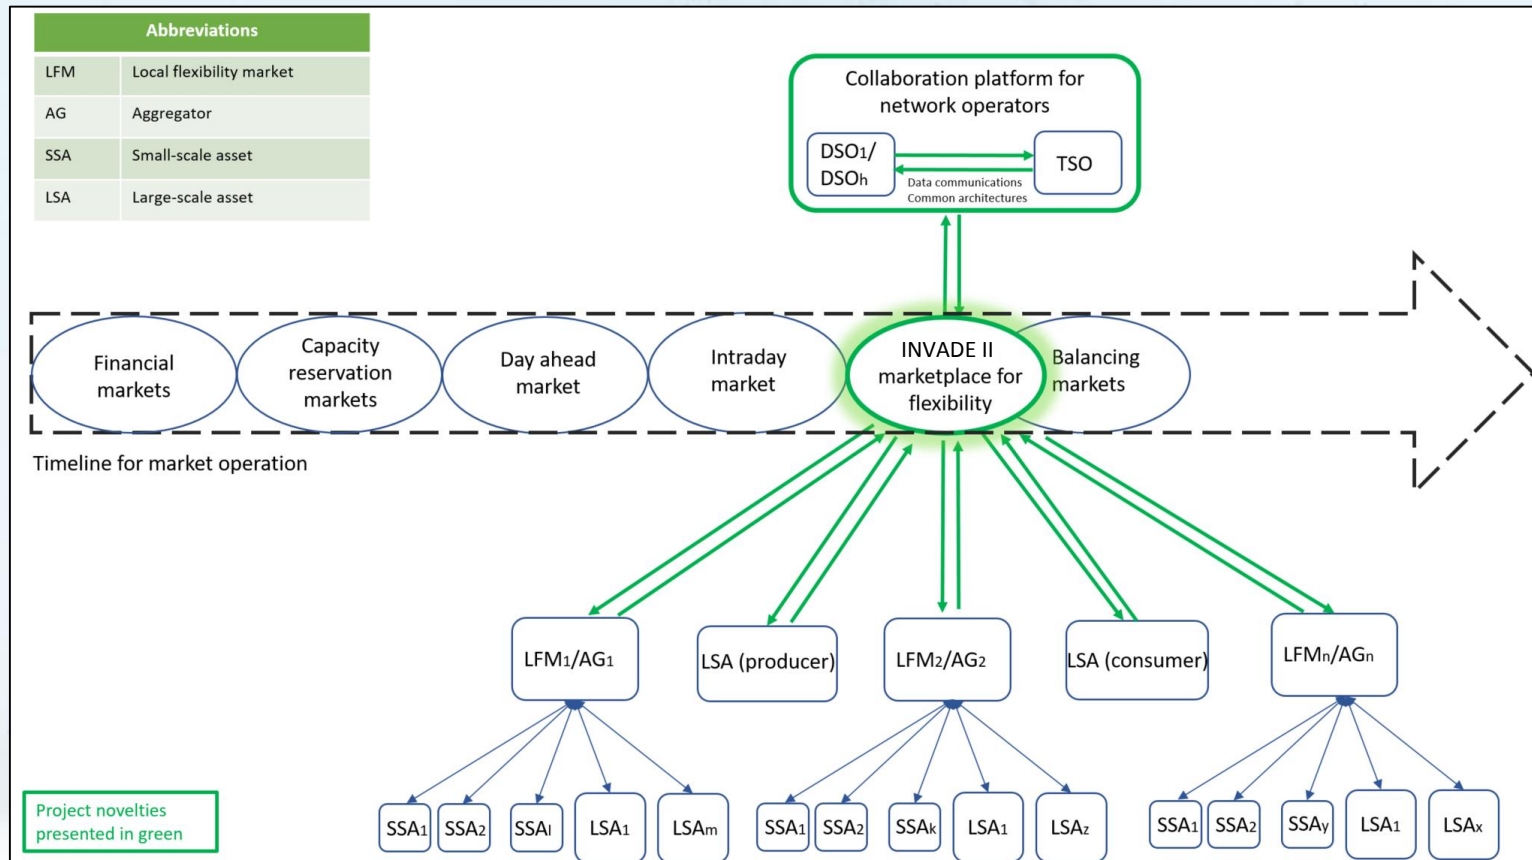 Abbreviations
LFM Local flexibility market
AG Aggregator
SSA Small-scale asset
LSA Large-scale asset
Collaboration platform for
network operators
DSO1/
DSOh
TSO
Data communications
Common architectures
Financial
markets
Capacity
reservation
markets
Day ahead
market
Intraday
market
INVADE II
marketplace for
flexibility
Balancing
markets
Timeline for market operation
LFM1/AG1
LSA (producer)
LFM2/AG2
LSA (consumer)
LFMn/AGn
SSA1 SSA2 SSAl LSA1 LSAm
SSA1 SSA2 SSAk LSA1 LSAz
SSA1 SSA2 SSAy LSA1 LSAx
Project novelties
presented in green